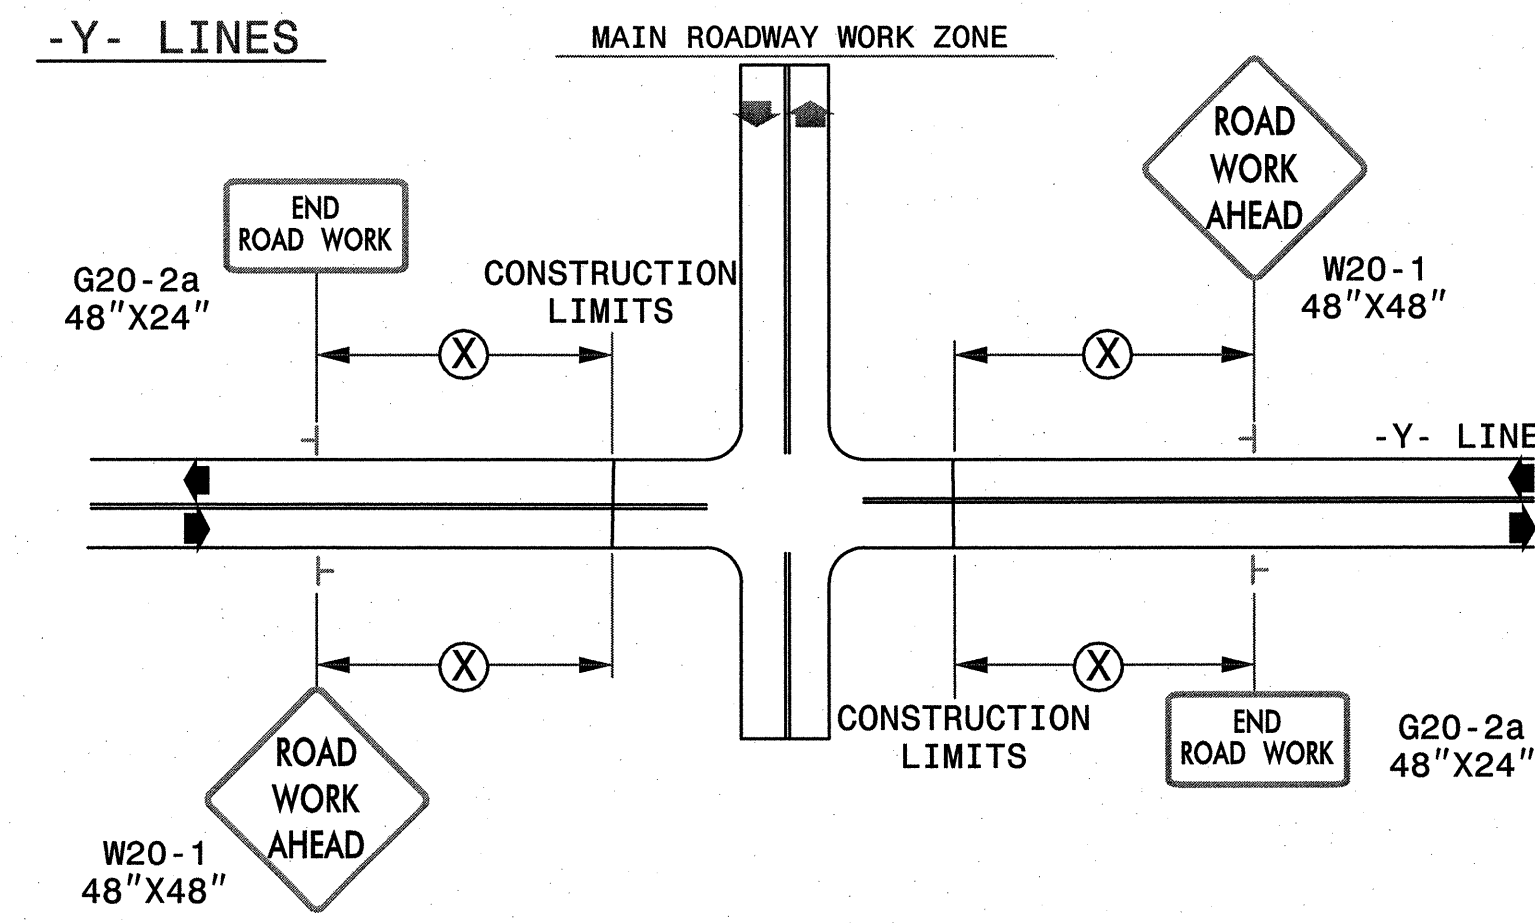 -Y- LINES
MAIN ROADWAY WORK ZONE
ROAD
WORK
AHEAD
END
ROAD WORK
G20-2a
48"X24"
CONSTRUCTION
LIMITS
W20-1
48"X48"
X
X
-Y- LINE
X
X
CONSTRUCTION
LIMITS
END
ROAD WORK
G20-2a
48"X24"
ROAD
WORK
AHEAD
W20-1
48"X48"